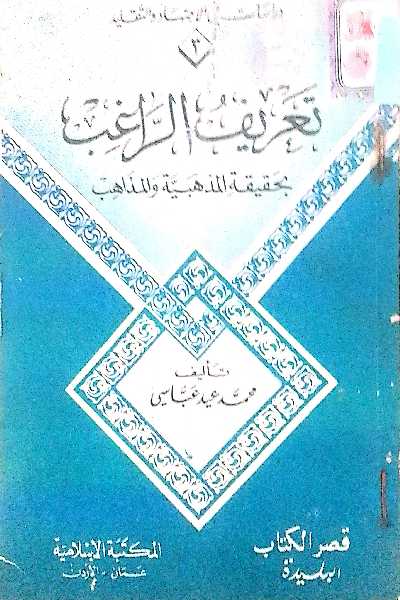 دراسات في الاجتهاد والتقليد
٣
تعريف الراغب
بحقيقة المذهبية والمذاهب
تأليف
محمد عيد عباسي
قصر الكتاب
البليدة
المكتبة الإسلامية
عمان - الأردن